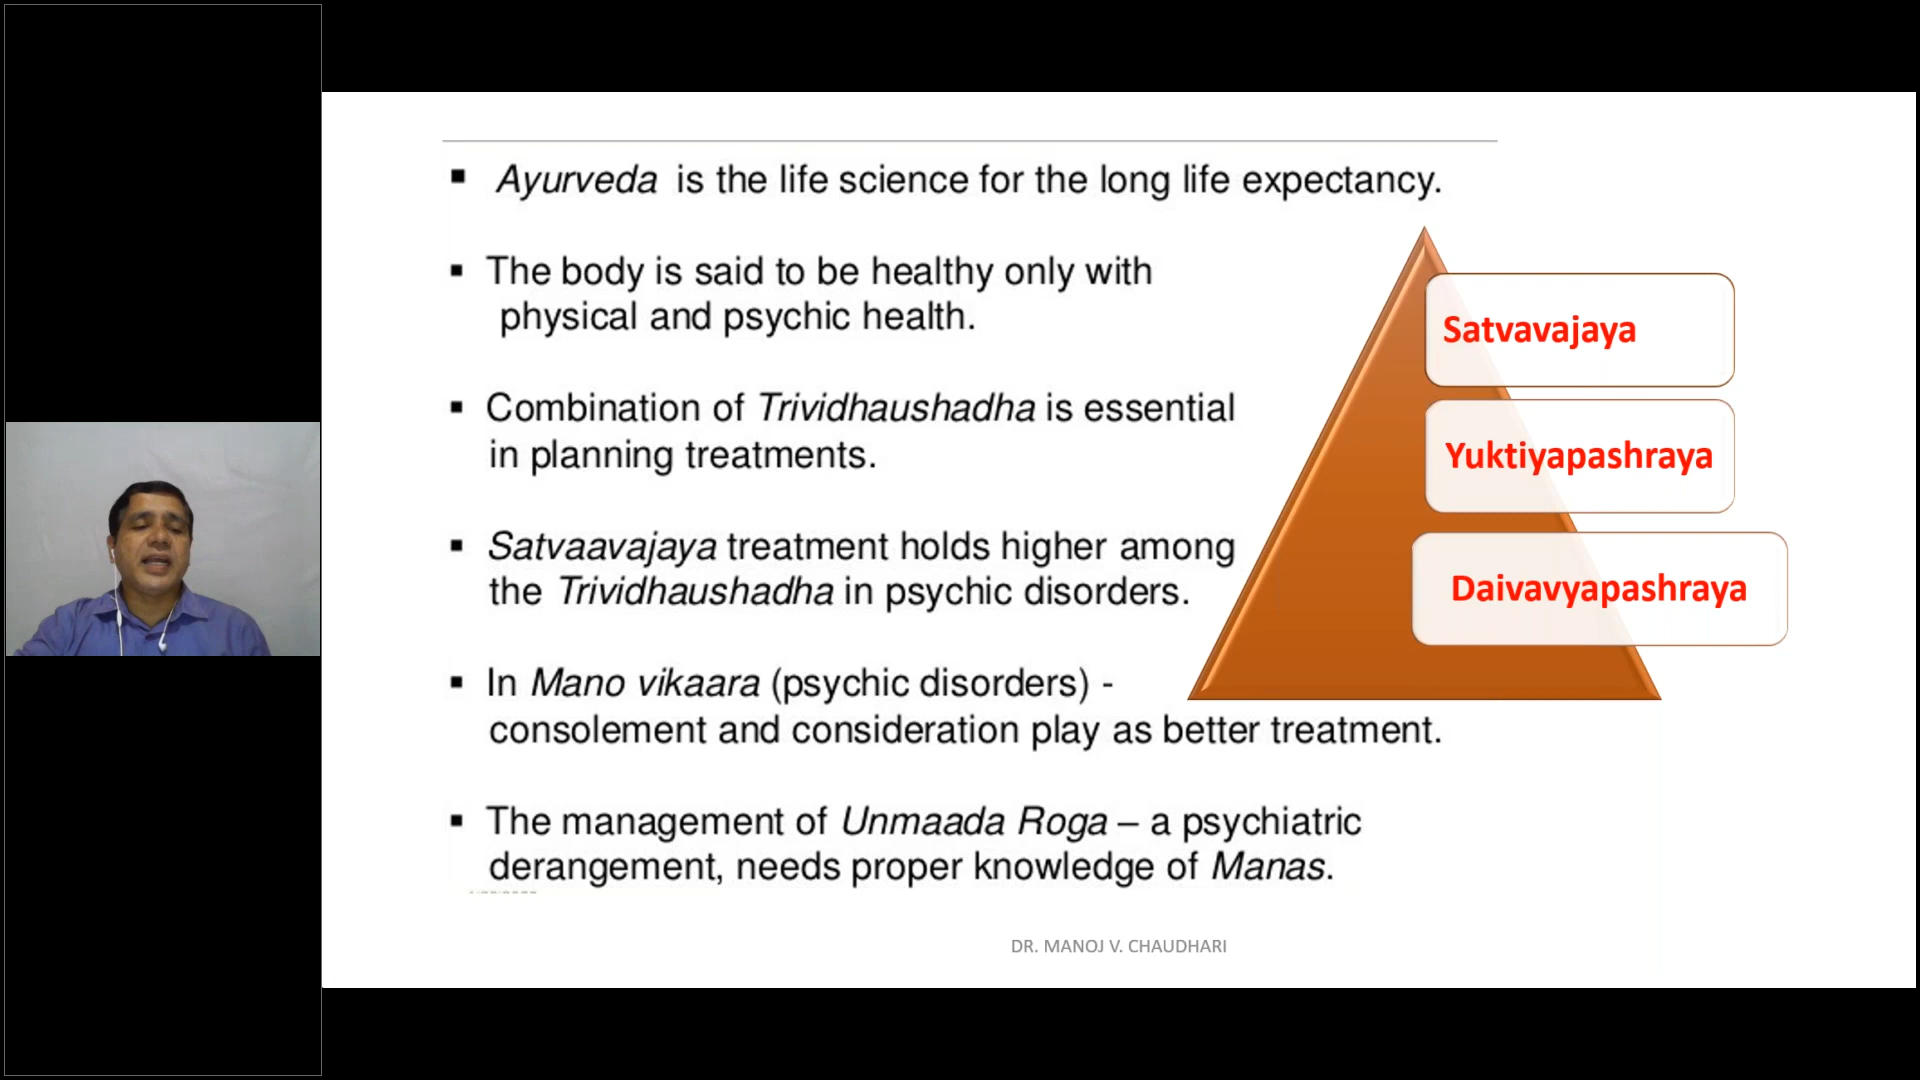 ▪ Ayurveda is the life science for the long life expectancy.
▪ The body is said to be healthy only with
physical and psychic health.
▪ Combination of Trividhaushadha is essential
in planning treatments.
▪ Satvaavajaya treatment holds higher among
the Trividhaushadha in psychic disorders.
▪ In Mano vikaara (psychic disorders) -
consolement and consideration play as better treatment.
▪ The management of Unmaada Roga – a psychiatric
derangement, needs proper knowledge of Manas.
Satvavajaya
Yuktiyapashraya
Daivavyapashraya
DR. MANOJ V. CHAUDHARI